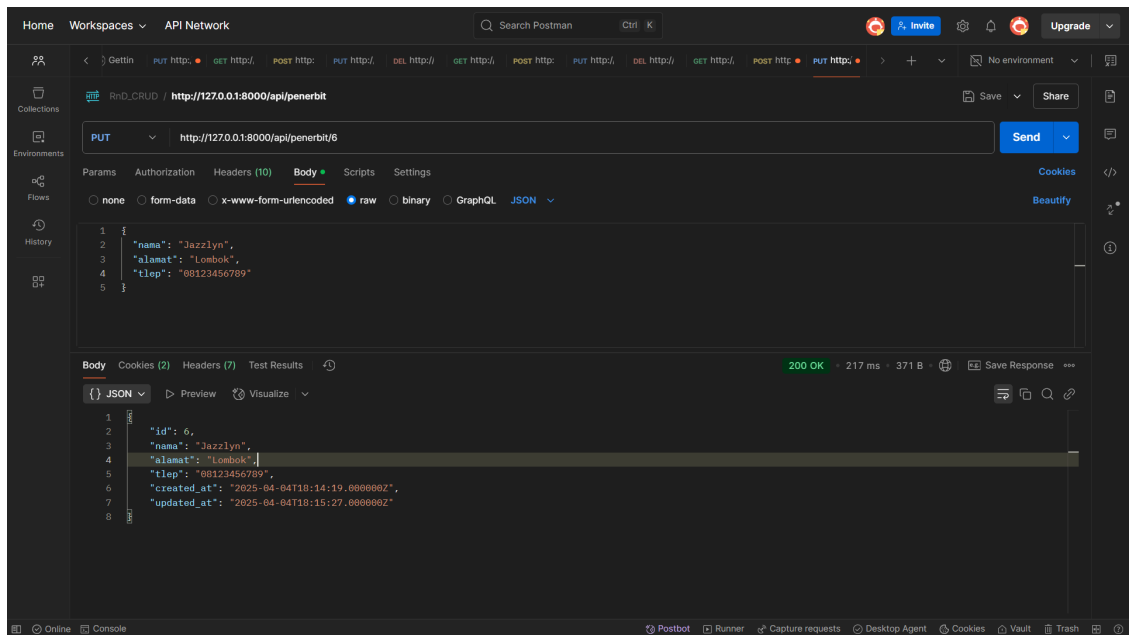 Home Workspaces API Network Search Postman Ctrl K Invite Upgrade
Gettin PUT http:, GET http:/, POST http: PUT http:/, DEL http:// GET http:/, POST http: PUT http:/, DEL http:// GET http:/, POST http PUT http:/ No environment
Collections
Environments
Flows
History
RnD_CRUD / http://127.0.0.1:8000/api/penerbit Save Share
PUT http://127.0.0.1:8000/api/penerbit/6 Send
Params Authorization Headers (10) Body Scripts Settings Cookies
none form-data x-www-form-urlencoded raw binary GraphQL JSON Beautify
1 {
2 "nama": "Jazzlyn",
3 "alamat": "Lombok",
4 "tlep": "08123456789"
5 }
Body Cookies (2) Headers (7) Test Results 200 OK 217 ms 371 B Save Response
{} JSON Preview Visualize
1 {
2 "id": 6,
3 "nama": "Jazzlyn",
4 "alamat": "Lombok",
5 "tlep": "08123456789",
6 "created_at": "2025-04-04T18:14:19.000000Z",
7 "updated_at": "2025-04-04T18:15:27.000000Z"
8 }
Online Console Postbot Runner Capture requests Desktop Agent Cookies Vault Trash